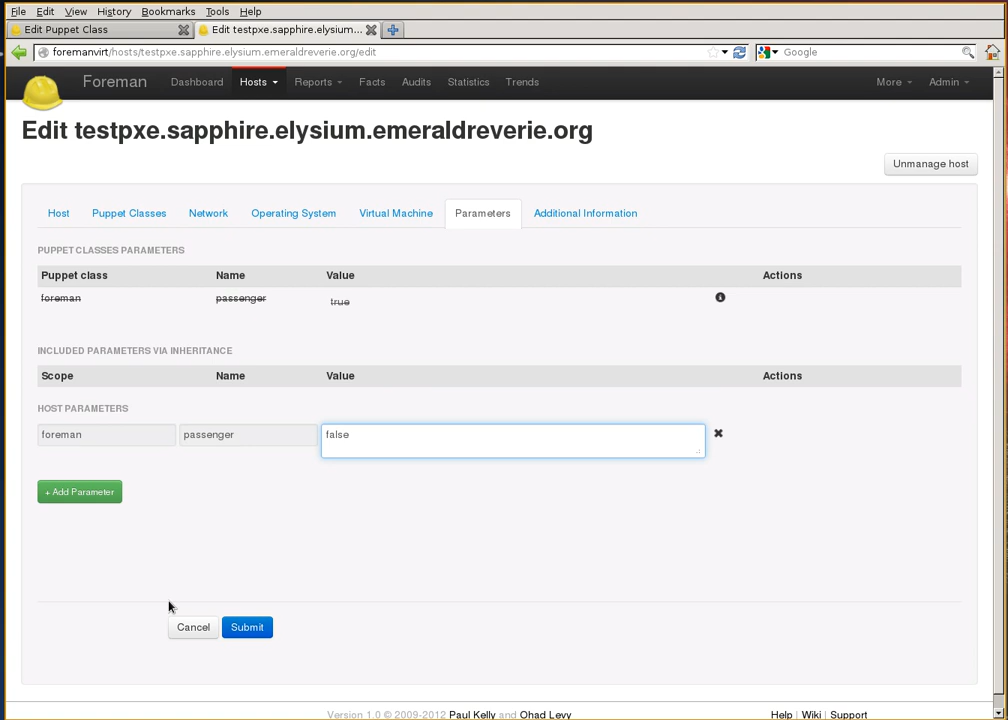 File Edit View History Bookmarks Tools Help
Edit Puppet Class
Edit testpxe.sapphire.elysium....
foremanvirt/hosts/testpxe.sapphire.elysium.emeraldreverie.org/edit
Google
Foreman Dashboard Hosts Reports Facts Audits Statistics Trends More Admin
Edit testpxe.sapphire.elysium.emeraldreverie.org
Unmanage host
Host Puppet Classes Network Operating System Virtual Machine Parameters Additional Information
PUPPET CLASSES PARAMETERS
Puppet class Name Value Actions
foreman passenger true
INCLUDED PARAMETERS VIA INHERITANCE
Scope Name Value Actions
HOST PARAMETERS
foreman passenger false
+ Add Parameter
Cancel Submit
Version 1.0 © 2009-2012 Paul Kelly and Ohad Levy Help | Wiki | Support